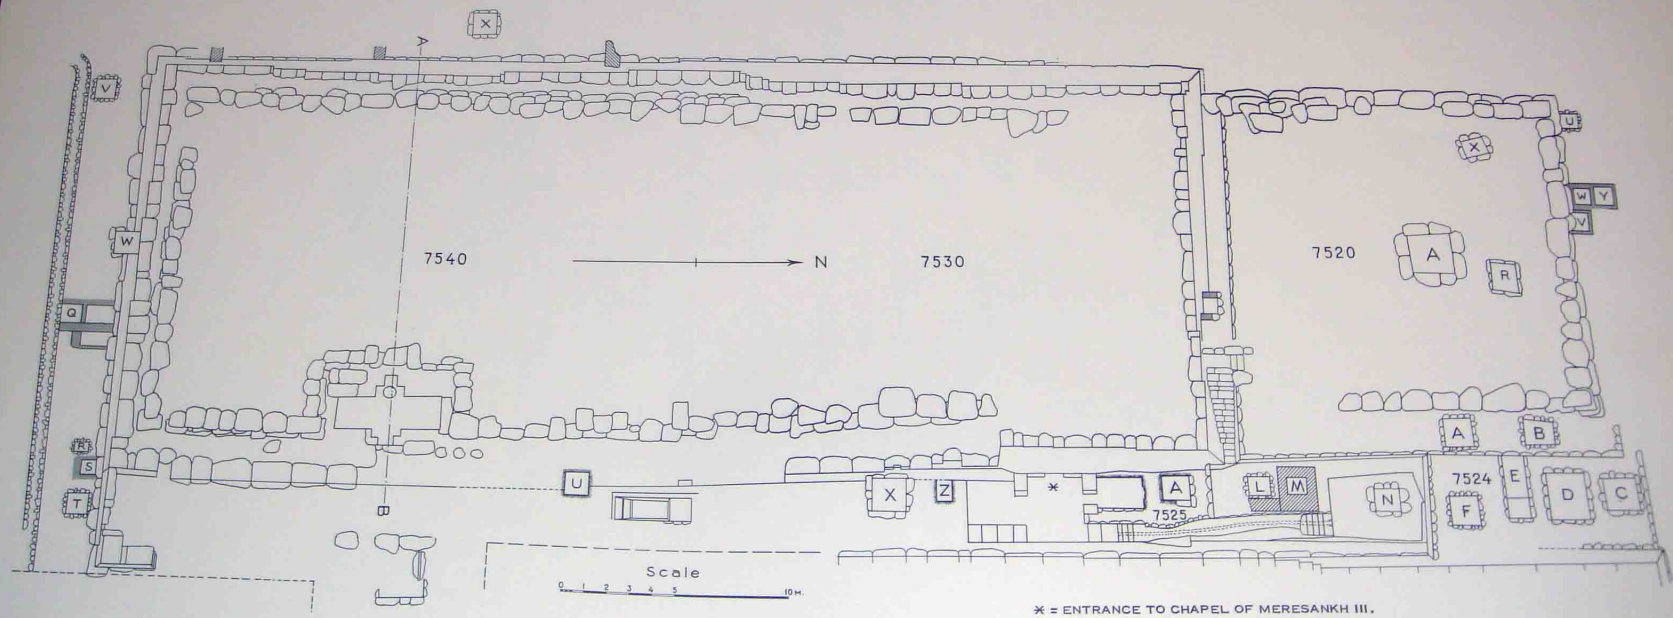 X
A
V
U
X
W Y
V
W
7540
N
7530
7520
A
R
Q
A
B
R
S
T
U
X
Z
*
A
7525
L
M
N
7524
E
F
D
C
Scale
0 1 2 3 4 5 10 M.
* = ENTRANCE TO CHAPEL OF MERESANKH III.